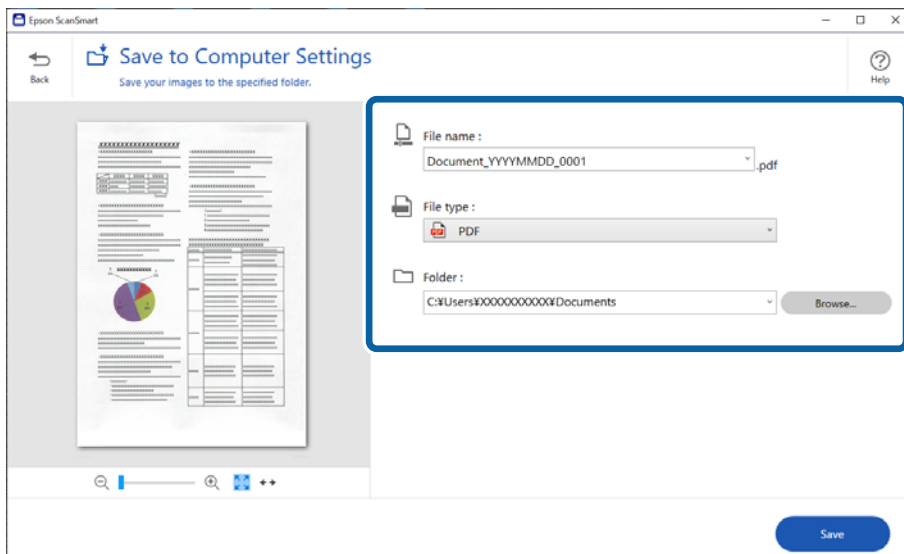 Epson ScanSmart
Back
Save to Computer Settings
Save your images to the specified folder.
Help
File name :
Document_YYYYMMDD_0001
.pdf
File type :
PDF
Folder :
C:¥Users¥XXXXXXXXXX¥Documents
Browse...
Save